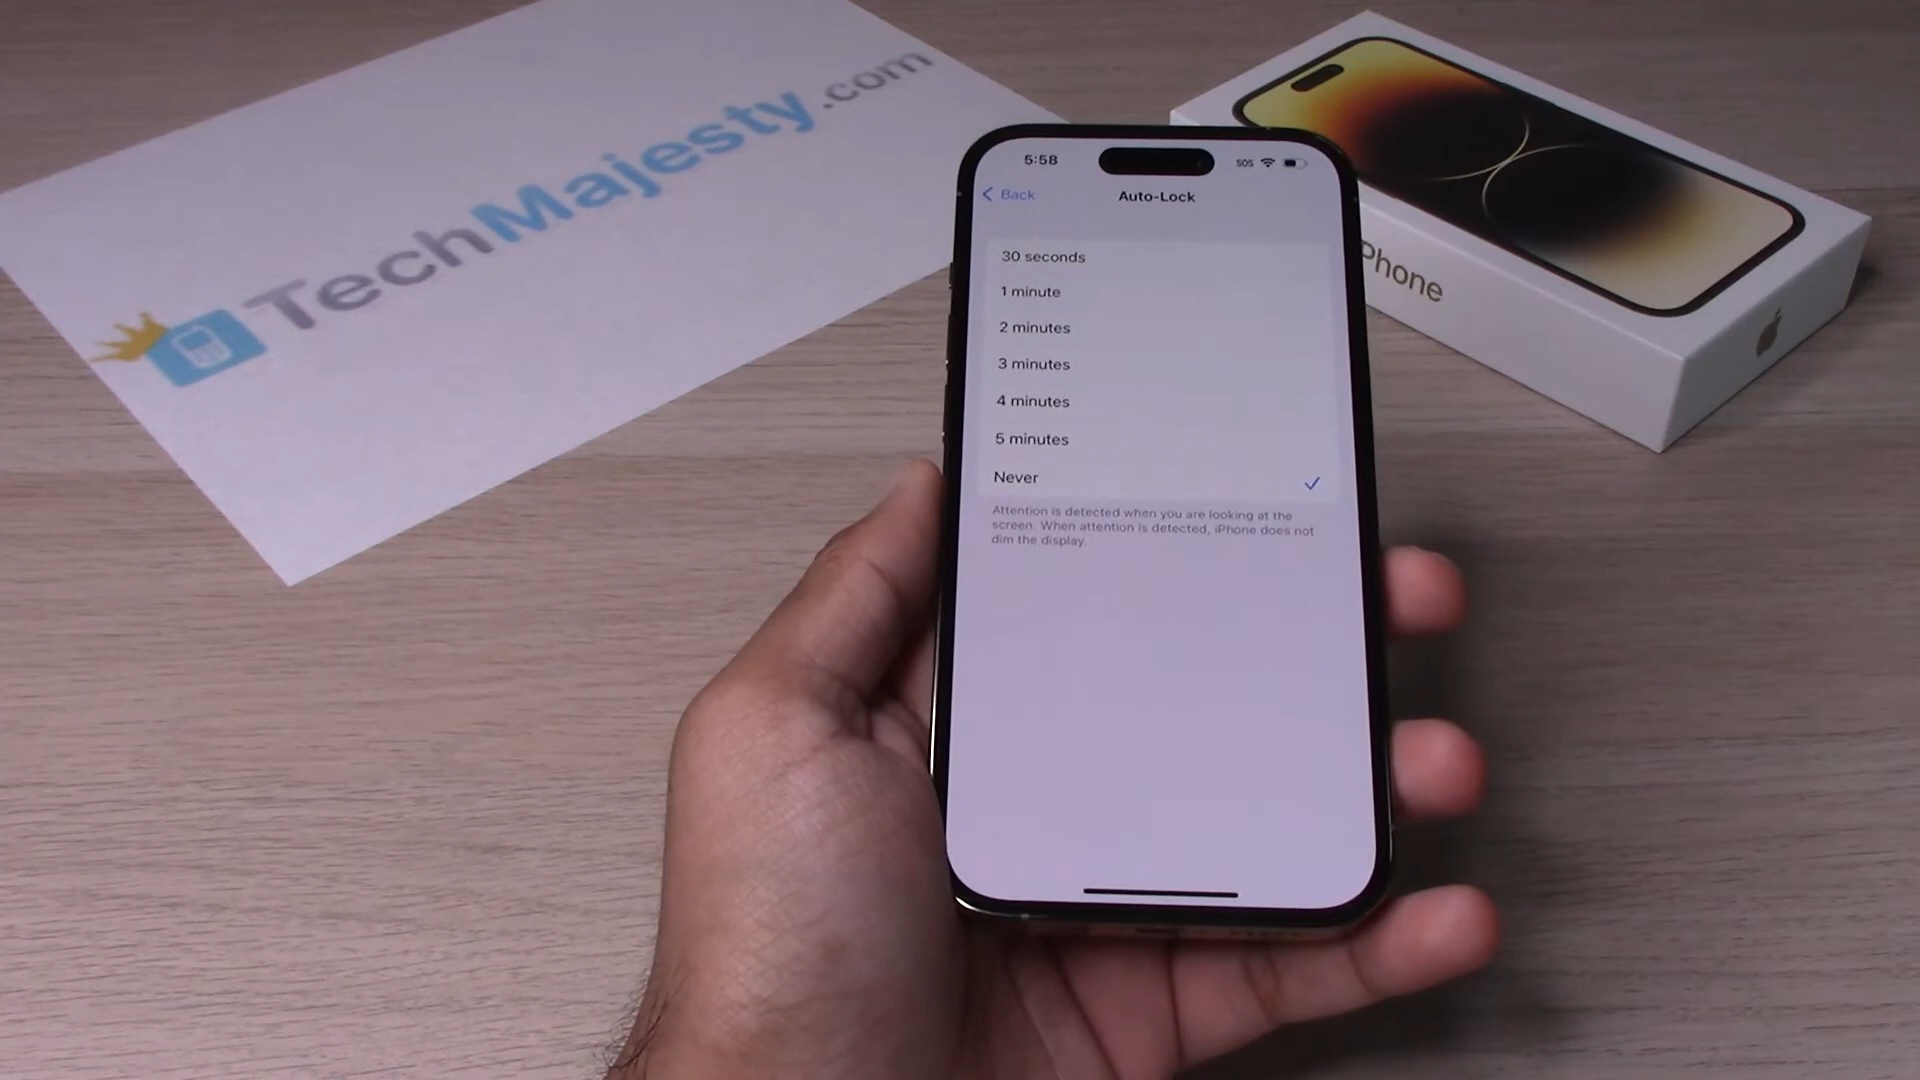 TechMajesty.com
5:58
SOS
Back
Auto-Lock
30 seconds
1 minute
2 minutes
3 minutes
4 minutes
5 minutes
Never
Attention is detected when you are looking at the
screen. When attention is detected, iPhone does not
dim the display.
Phone